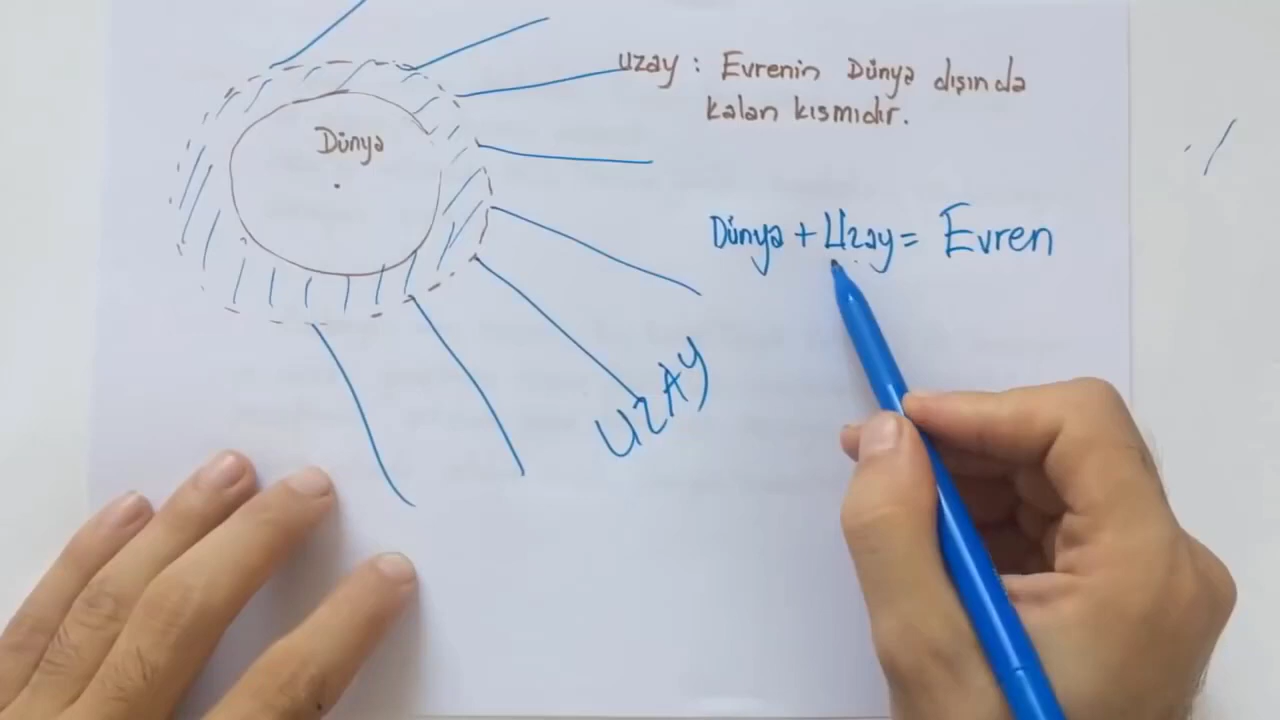 uzay : Evrenin Dünya dışında
kalan kısmıdır.
Dünya
Dünya + Uzay = Evren
UZAY